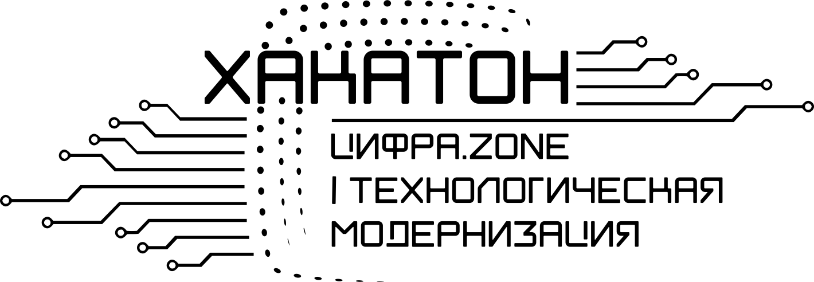 ХАКАТОН
ЦИФРА.ZONE
| ТЕХНОЛОГИЧЕСКАЯ
МОДЕРНИЗАЦИЯ